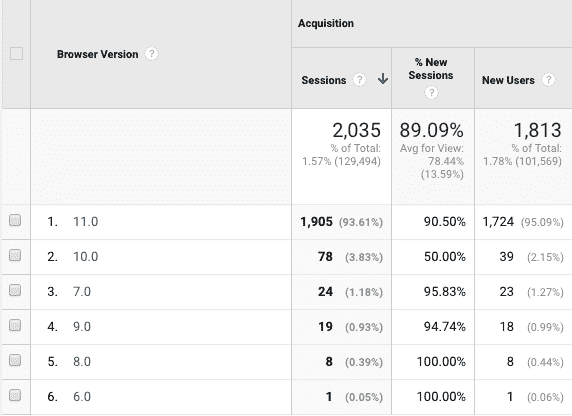 Acquisition
Browser Version ?
Sessions ? ↓
% New
Sessions
?
New Users ?
2,035 89.09% 1,813
% of Total: Avg for View: % of Total:
1.57% (129,494) 78.44% 1.78% (101,569)
(13.59%)
1. 11.0 1,905 (93.61%) 90.50% 1,724 (95.09%)
2. 10.0 78 (3.83%) 50.00% 39 (2.15%)
3. 7.0 24 (1.18%) 95.83% 23 (1.27%)
4. 9.0 19 (0.93%) 94.74% 18 (0.99%)
5. 8.0 8 (0.39%) 100.00% 8 (0.44%)
6. 6.0 1 (0.05%) 100.00% 1 (0.06%)